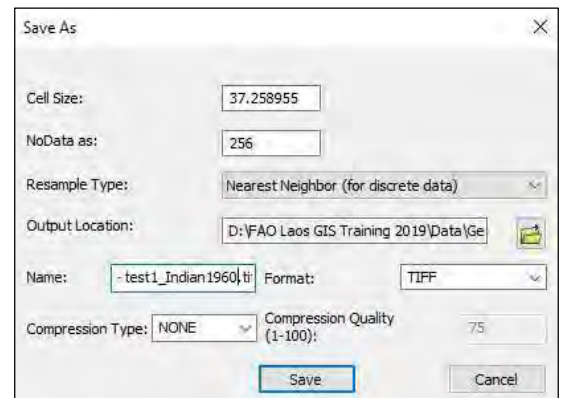 Save As
Cell Size: 37.258955
NoData as: 256
Resample Type: Nearest Neighbor (for discrete data)
Output Location: D:\FAO Laos GIS Training 2019\Data\Ge
Name: - test1_Indian1960.ti Format: TIFF
Compression Type: NONE Compression Quality (1-100): 75
Save Cancel